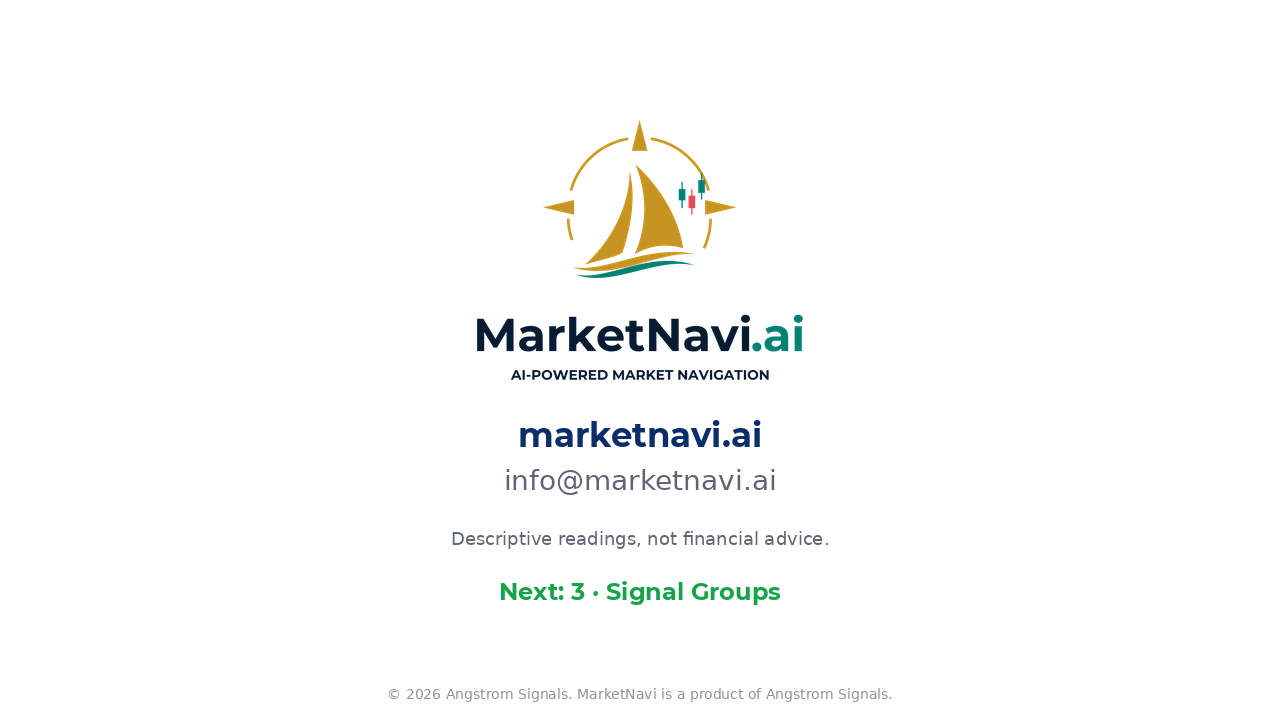 MarketNavi.ai
AI-POWERED MARKET NAVIGATION
marketnavi.ai
info@marketnavi.ai
Descriptive readings, not financial advice.
Next: 3 · Signal Groups
© 2026 Angstrom Signals. MarketNavi is a product of Angstrom Signals.